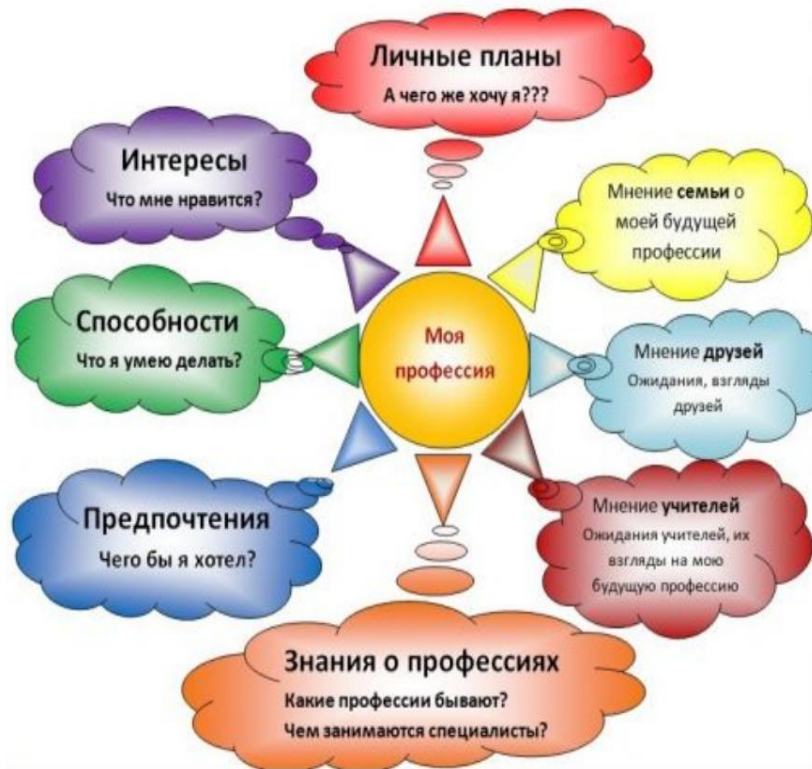 Личные планы
А чего же хочу я???
Интересы
Что мне нравится?
Мнение семьи о
моей будущей
профессии
Способности
Что я умею делать?
Моя
профессия
Мнение друзей
Ожидания, взгляды
друзей
Предпочтения
Чего бы я хотел?
Мнение учителей
Ожидания учителей, их
взгляды на мою
будущую профессию
Знания о профессиях
Какие профессии бывают?
Чем занимаются специалисты?